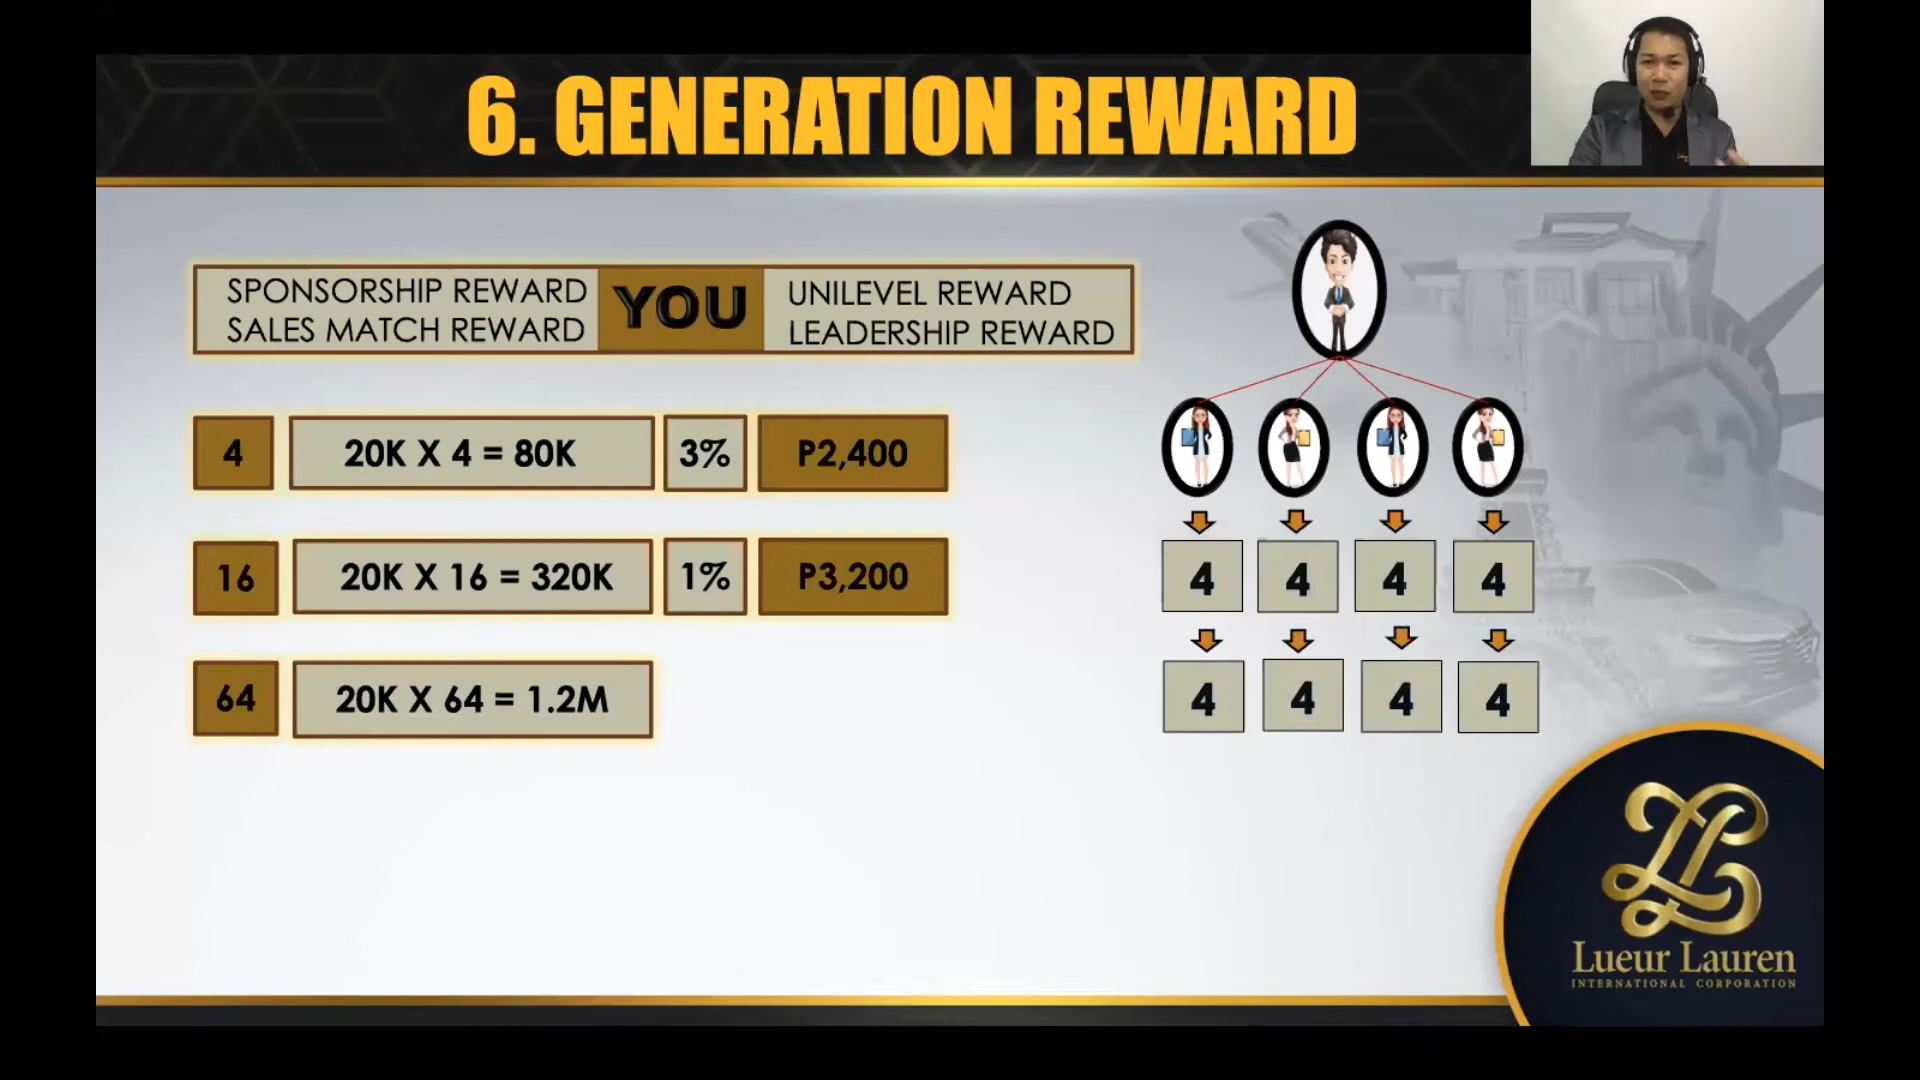 6. GENERATION REWARD
SPONSORSHIP REWARD
SALES MATCH REWARD
YOU
UNILEVEL REWARD
LEADERSHIP REWARD
4
20K X 4 = 80K
3%
P2,400
16
20K X 16 = 320K
1%
P3,200
64
20K X 64 = 1.2M
4 4 4 4
4 4 4 4
Lueur Lauren
INTERNATIONAL CORPORATION